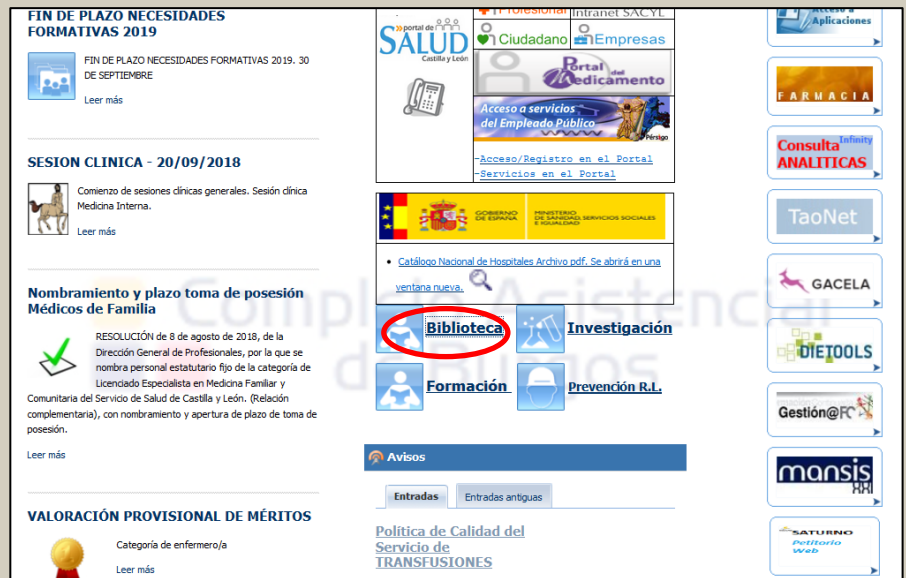 FIN DE PLAZO NECESIDADES
FORMATIVAS 2019
FIN DE PLAZO NECESIDADES FORMATIVAS 2019. 30
DE SEPTIEMBRE
Leer más
SESION CLINICA - 20/09/2018
Comienzo de sesiones clínicas generales. Sesión clínica
Medicina Interna.
Leer más
Nombramiento y plazo toma de posesión
Médicos de Familia
RESOLUCIÓN de 8 de agosto de 2018, de la
Dirección General de Profesionales, por la que se
nombra personal estatutario fijo de la categoría de
Licenciado Especialista en Medicina Familiar y
Comunitaria del Servicio de Salud de Castilla y León. (Relación
complementaria), con nombramiento y apertura de plazo de toma de
posesión.
Leer más
VALORACIÓN PROVISIONAL DE MÉRITOS
Categoría de enfermero/a
Leer más
portal de
SALUD
Castilla y León
Profesional
Intranet SACYL
Ciudadano
Empresas
Portal del
Medicamento
Acceso a servicios
del Empleado Público
Pérsigo
-Acceso/Registro en el Portal
-Servicios en el Portal
GOBIERNO
DE ESPAÑA
MINISTERIO
DE SANIDAD, SERVICIOS SOCIALES
E IGUALDAD
• Catálogo Nacional de Hospitales Archivo pdf. Se abrirá en una
ventana nueva.
Complejo Asistencial
de Burgos
Biblioteca
Investigación
Formación
Prevención R.L.
Avisos
Entradas
Entradas antiguas
Política de Calidad del
Servicio de
TRANSFUSIONES
Acceso a
Aplicaciones
FARMACIA
Consulta Infinity
ANALITICAS
TaoNet
GACELA
DIETOOLS
Gestión@FC
mansis
XXI
SATURNO
Petitorio
Web